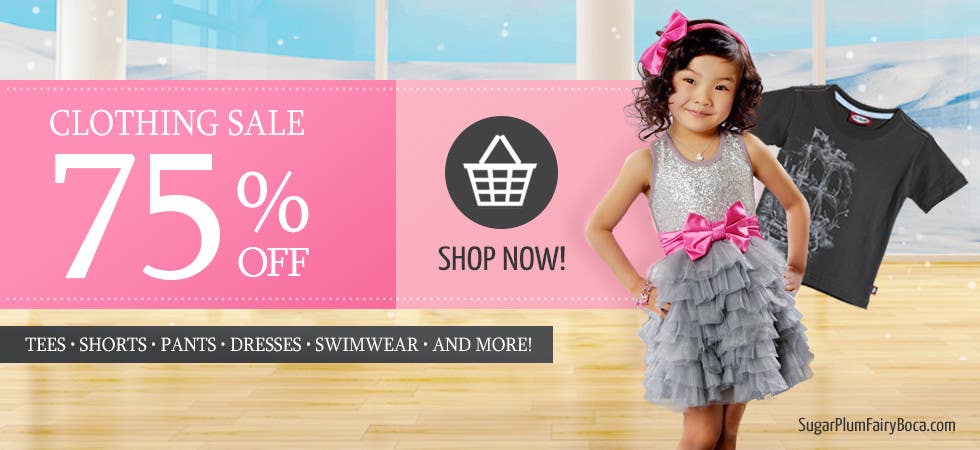 CLOTHING SALE
75% OFF
SHOP NOW!
TEES • SHORTS • PANTS • DRESSES • SWIMWEAR • AND MORE!
SugarPlumFairyBoca.com